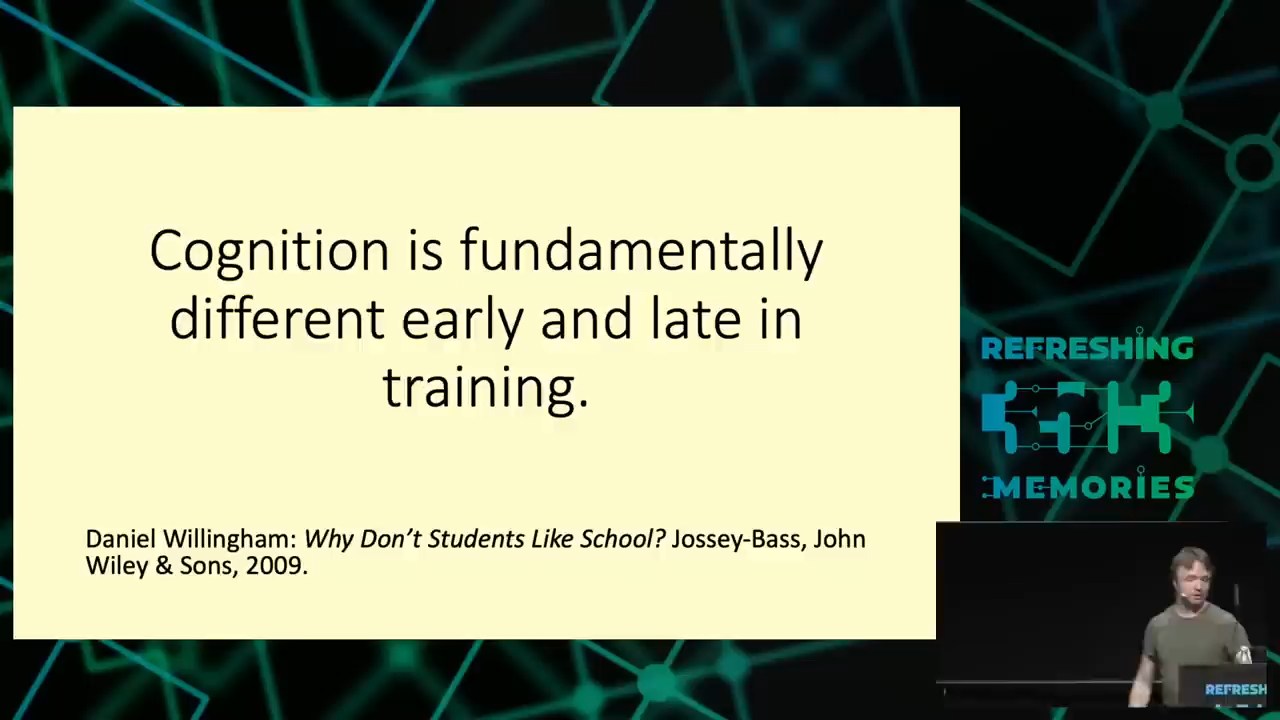 Cognition is fundamentally
different early and late in
training.
Daniel Willingham: Why Don’t Students Like School? Jossey-Bass, John
Wiley & Sons, 2009.
REFRESHING
MEMORIES
REFRESH